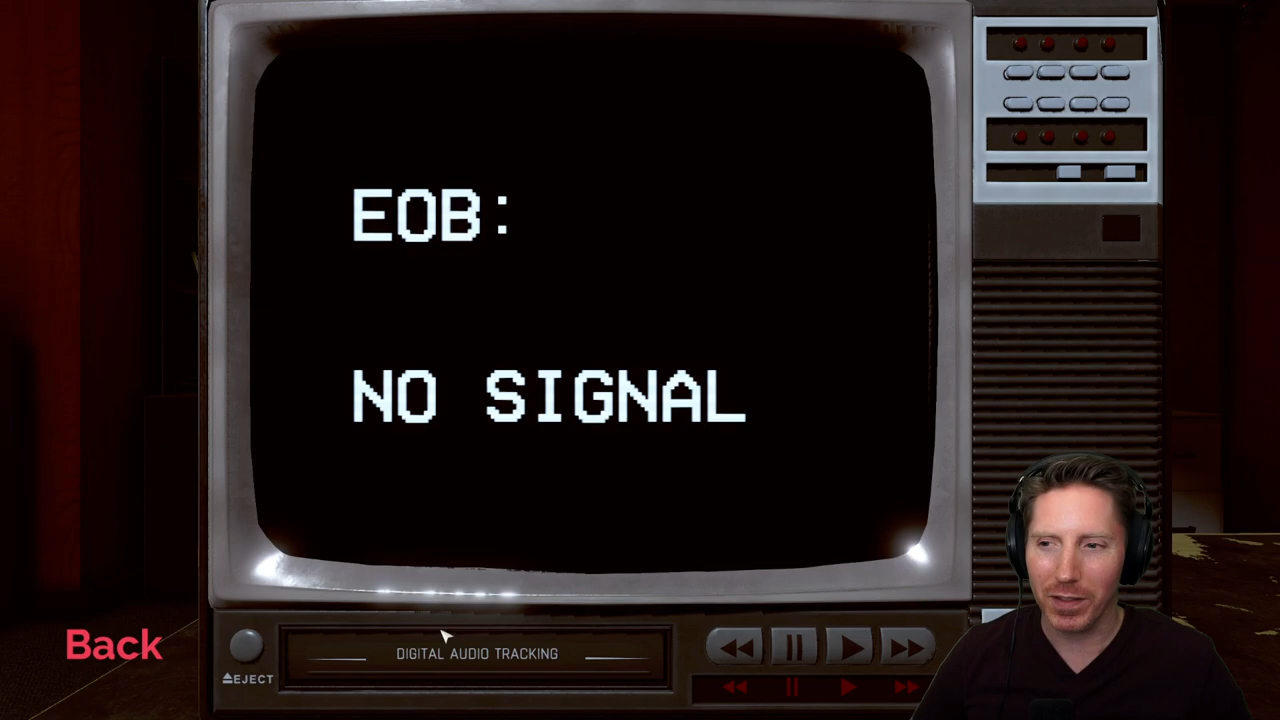 EOB:
NO SIGNAL
Back
DIGITAL AUDIO TRACKING
EJECT